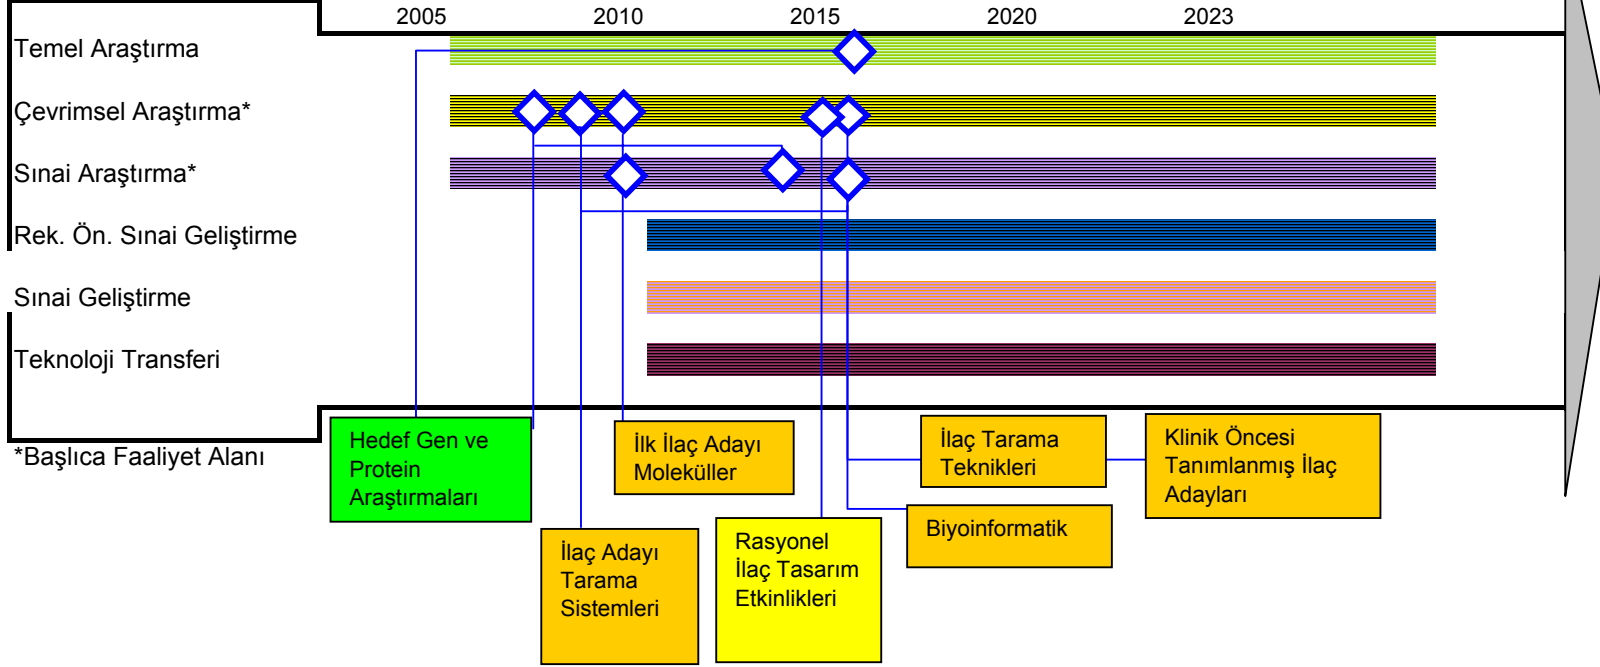 2005 2010 2015 2020 2023
Temel Araştırma
Çevrimsel Araştırma*
Sınai Araştırma*
Rek. Ön. Sınai Geliştirme
Sınai Geliştirme
Teknoloji Transferi
*Başlıca Faaliyet Alanı
Hedef Gen ve
Protein
Araştırmaları
İlk İlaç Adayı
Moleküller
İlaç Tarama
Teknikleri
Klinik Öncesi
Tanımlanmış İlaç
Adayları
İlaç Adayı
Tarama
Sistemleri
Rasyonel
İlaç Tasarım
Etkinlikleri
Biyoinformatik